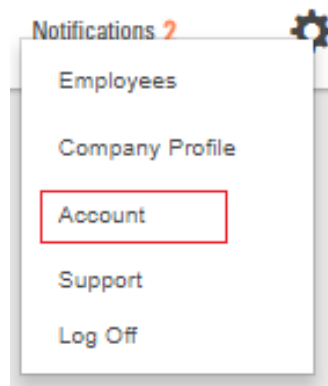 Notifications 2
Employees
Company Profile
Account
Support
Log Off